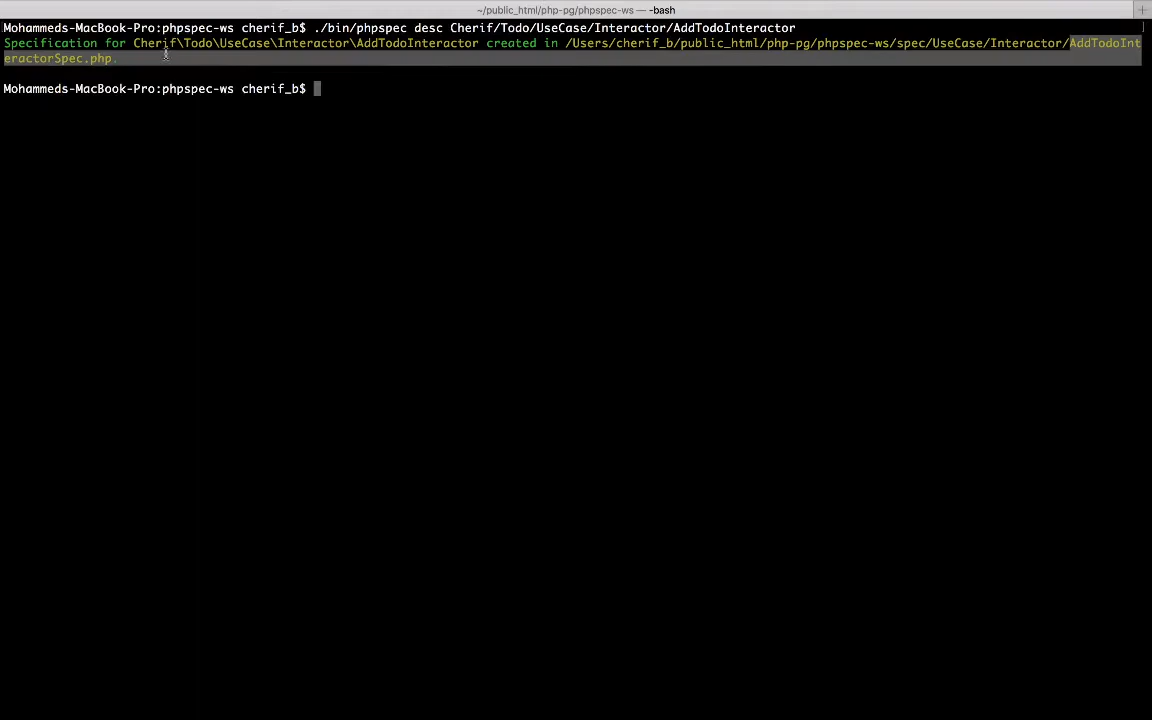 ~/public_html/php-pg/phpspec-ws — -bash
Mohammeds-MacBook-Pro:phpspec-ws cherif_b$ ./bin/phpspec desc Cherif/Todo/UseCase/Interactor/AddTodoInteractor
Specification for Cherif\Todo\UseCase\Interactor\AddTodoInteractor created in /Users/cherif_b/public_html/php-pg/phpspec-ws/spec/UseCase/Interactor/AddTodoInt
eractorSpec.php.
Mohammeds-MacBook-Pro:phpspec-ws cherif_b$